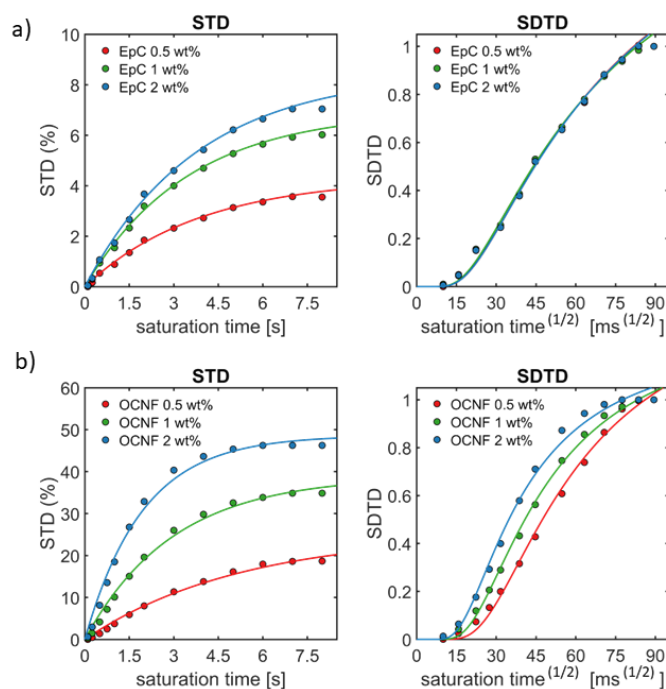 a)
STD
EpC 0.5 wt%
EpC 1 wt%
EpC 2 wt%
STD (%)
10
8
6
4
2
0
1.5 3 4.5 6 7.5
saturation time [s]
SDTD
EpC 0.5 wt%
EpC 1 wt%
EpC 2 wt%
SDTD
1
0.8
0.6
0.4
0.2
0
0 15 30 45 60 75 90
saturation time(1/2) [ms(1/2)]
b)
STD
OCNF 0.5 wt%
OCNF 1 wt%
OCNF 2 wt%
STD (%)
60
50
40
30
20
10
0
1.5 3 4.5 6 7.5
saturation time [s]
SDTD
OCNF 0.5 wt%
OCNF 1 wt%
OCNF 2 wt%
SDTD
1
0.8
0.6
0.4
0.2
0
0 15 30 45 60 75 90
saturation time(1/2) [ms(1/2)]